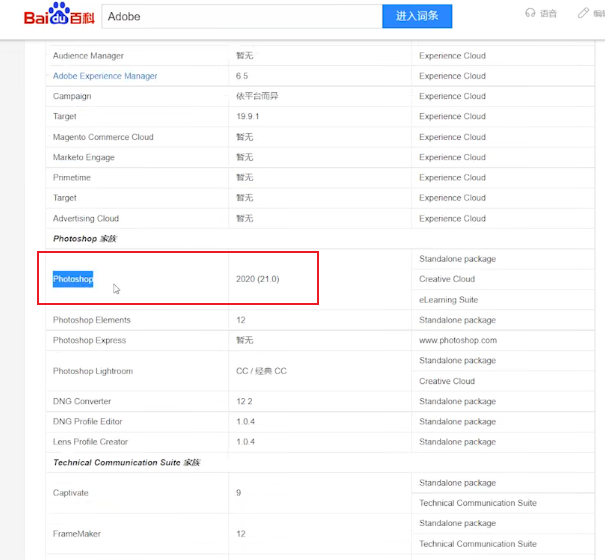 Bai du 百科 Adobe 进入词条 语音
Audience Manager 暂无 Experience Cloud
Adobe Experience Manager 6.5 Experience Cloud
Campaign 依平台而异 Experience Cloud
Target 19.9.1 Experience Cloud
Magento Commerce Cloud 暂无 Experience Cloud
Marketo Engage 暂无 Experience Cloud
Primetime 暂无 Experience Cloud
Target 暂无 Experience Cloud
Advertising Cloud 暂无 Experience Cloud
Photoshop 家族
Photoshop 2020 (21.0) Standalone package
Creative Cloud
eLearning Suite
Photoshop Elements 12 Standalone package
Photoshop Express 暂无 www.photoshop.com
Photoshop Lightroom CC / 经典 CC Standalone package
Creative Cloud
DNG Converter 12.2 Standalone package
DNG Profile Editor 1.0.4 Standalone package
Lens Profile Creator 1.0.4 Standalone package
Technical Communication Suite 家族
Captivate 9 Standalone package
Technical Communication Suite
FrameMaker 12 Standalone package
Technical Communication Suite